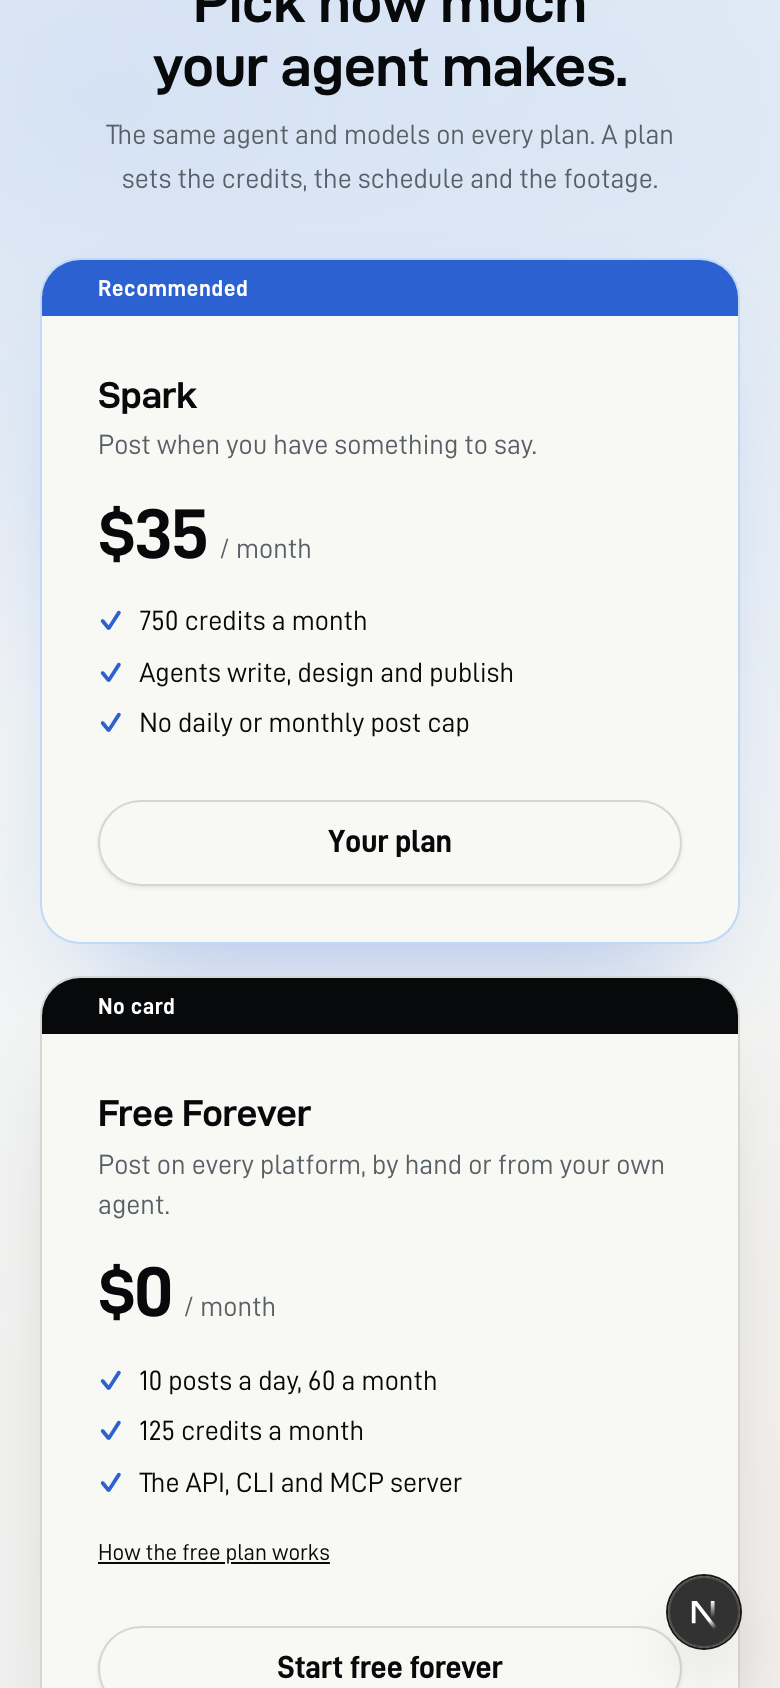 Pick how much
your agent makes.
The same agent and models on every plan. A plan
sets the credits, the schedule and the footage.
Recommended
Spark
Post when you have something to say.
$35 / month
750 credits a month
Agents write, design and publish
No daily or monthly post cap
Your plan
No card
Free Forever
Post on every platform, by hand or from your own
agent.
$0 / month
10 posts a day, 60 a month
125 credits a month
The API, CLI and MCP server
How the free plan works
N
Start free forever